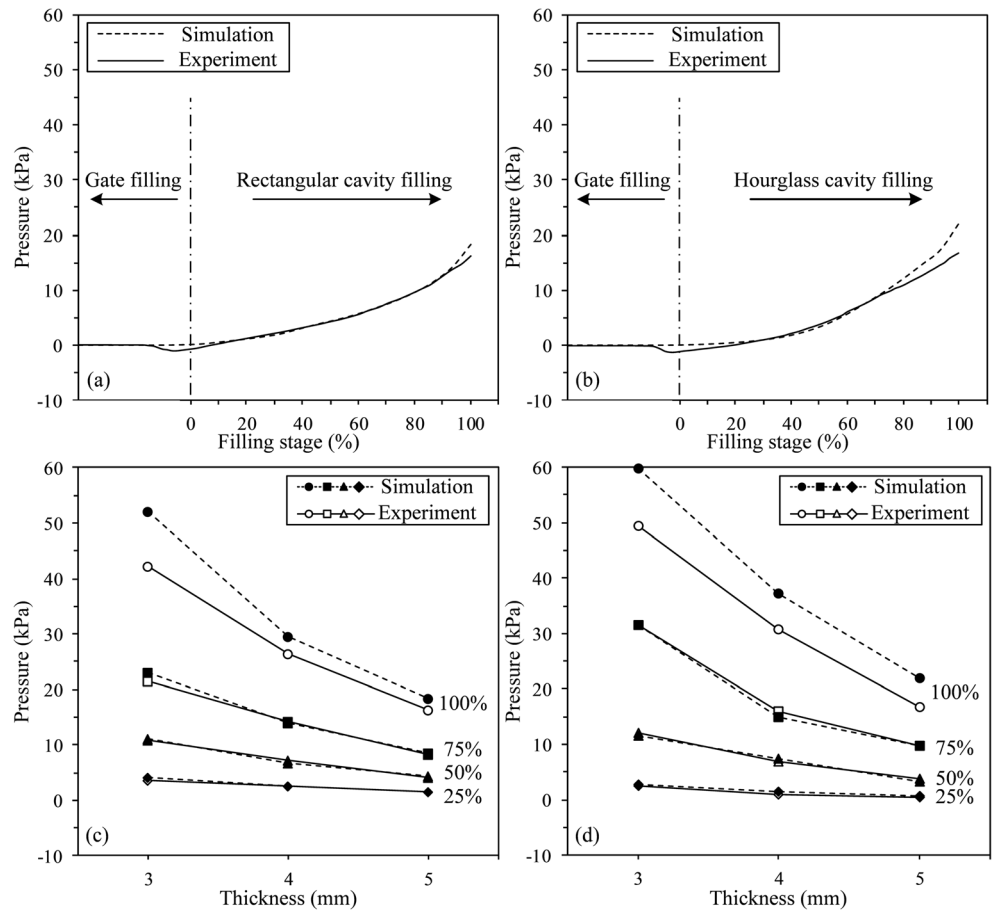 60
50
40
30
20
10
0
-10
Pressure (kPa)
Simulation
Experiment
Gate filling
Rectangular cavity filling
(a)
0 20 40 60 80 100
Filling stage (%)
60
50
40
30
20
10
0
-10
Pressure (kPa)
Simulation
Experiment
Gate filling
Hourglass cavity filling
(b)
0 20 40 60 80 100
Filling stage (%)
60
50
40
30
20
10
0
-10
Pressure (kPa)
Simulation
Experiment
100%
75%
50%
25%
(c)
3 4 5
Thickness (mm)
60
50
40
30
20
10
0
-10
Pressure (kPa)
Simulation
Experiment
100%
75%
50%
25%
(d)
3 4 5
Thickness (mm)